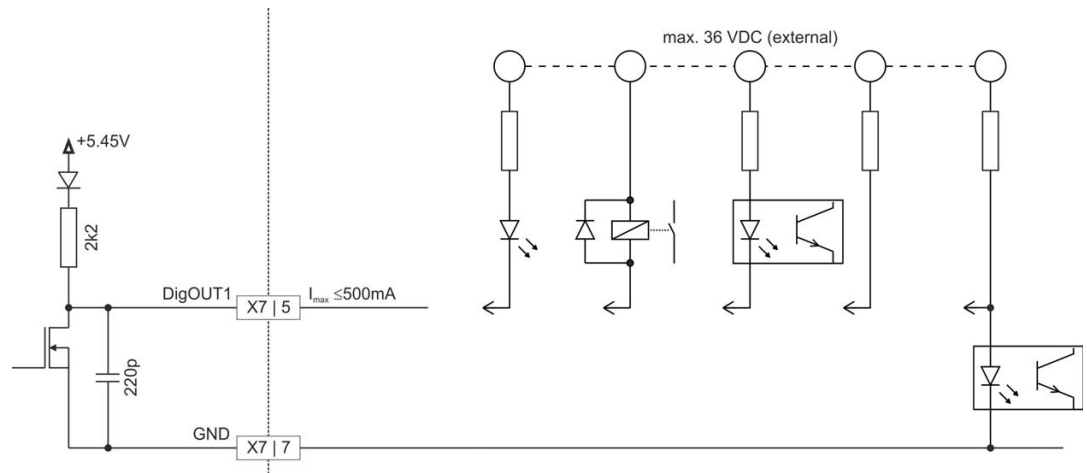 max. 36 VDC (external)
+5.45V
2k2
DigOUT1
X7 | 5
Imax ≤500mA
220p
GND
X7 | 7